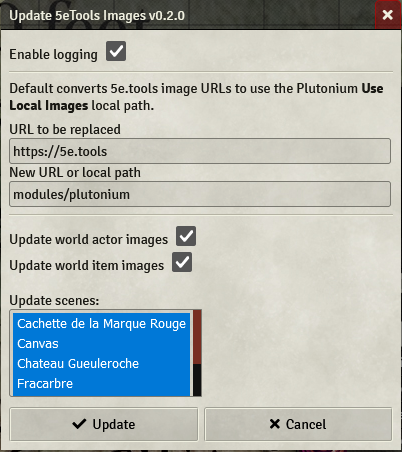 Update 5eTools Images v0.2.0
Enable logging
Default converts 5e.tools image URLs to use the Plutonium Use
Local Images local path.
URL to be replaced
https://5e.tools
New URL or local path
modules/plutonium
Update world actor images
Update world item images
Update scenes:
Cachette de la Marque Rouge
Canvas
Chateau Gueuleroche
Fracarbre
Update
Cancel